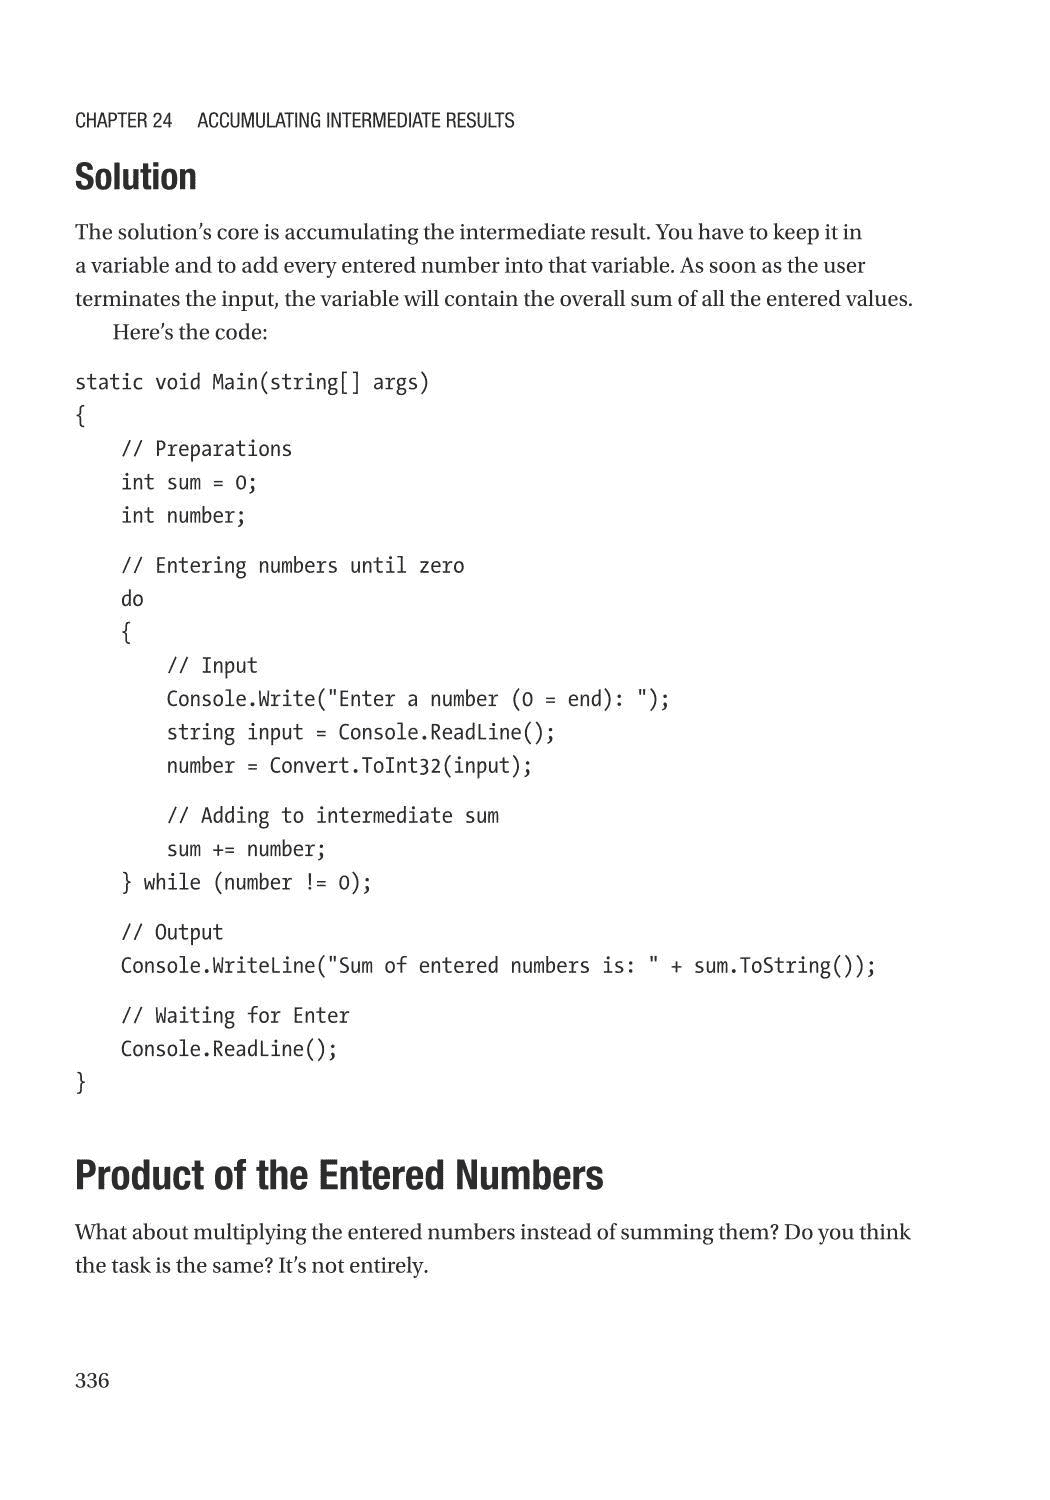 CHAPTER 24 ACCUMULATING INTERMEDIATE RESULTS
Solution
The solution’s core is accumulating the intermediate result. You have to keep it in
a variable and to add every entered number into that variable. As soon as the user
terminates the input, the variable will contain the overall sum of all the entered values.
Here’s the code:
static void Main(string[] args)
{
    // Preparations
    int sum = 0;
    int number;
    // Entering numbers until zero
    do
    {
        // Input
        Console.Write("Enter a number (0 = end): ");
        string input = Console.ReadLine();
        number = Convert.ToInt32(input);
        // Adding to intermediate sum
        sum += number;
    } while (number != 0);
    // Output
    Console.WriteLine("Sum of entered numbers is: " + sum.ToString());
    // Waiting for Enter
    Console.ReadLine();
}
Product of the Entered Numbers
What about multiplying the entered numbers instead of summing them? Do you think
the task is the same? It’s not entirely.
336